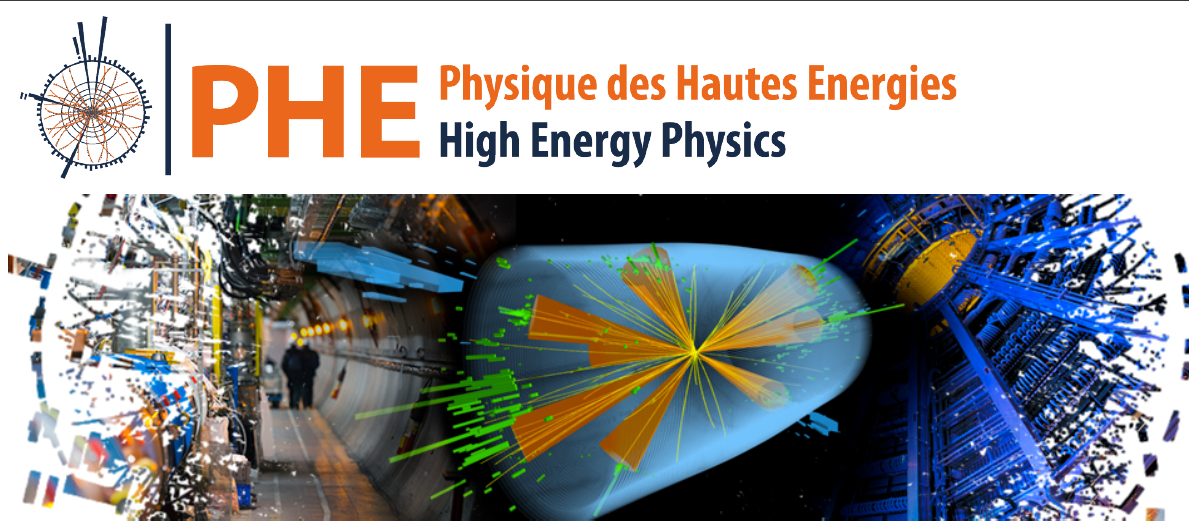 PHE
Physique des Hautes Energies
High Energy Physics